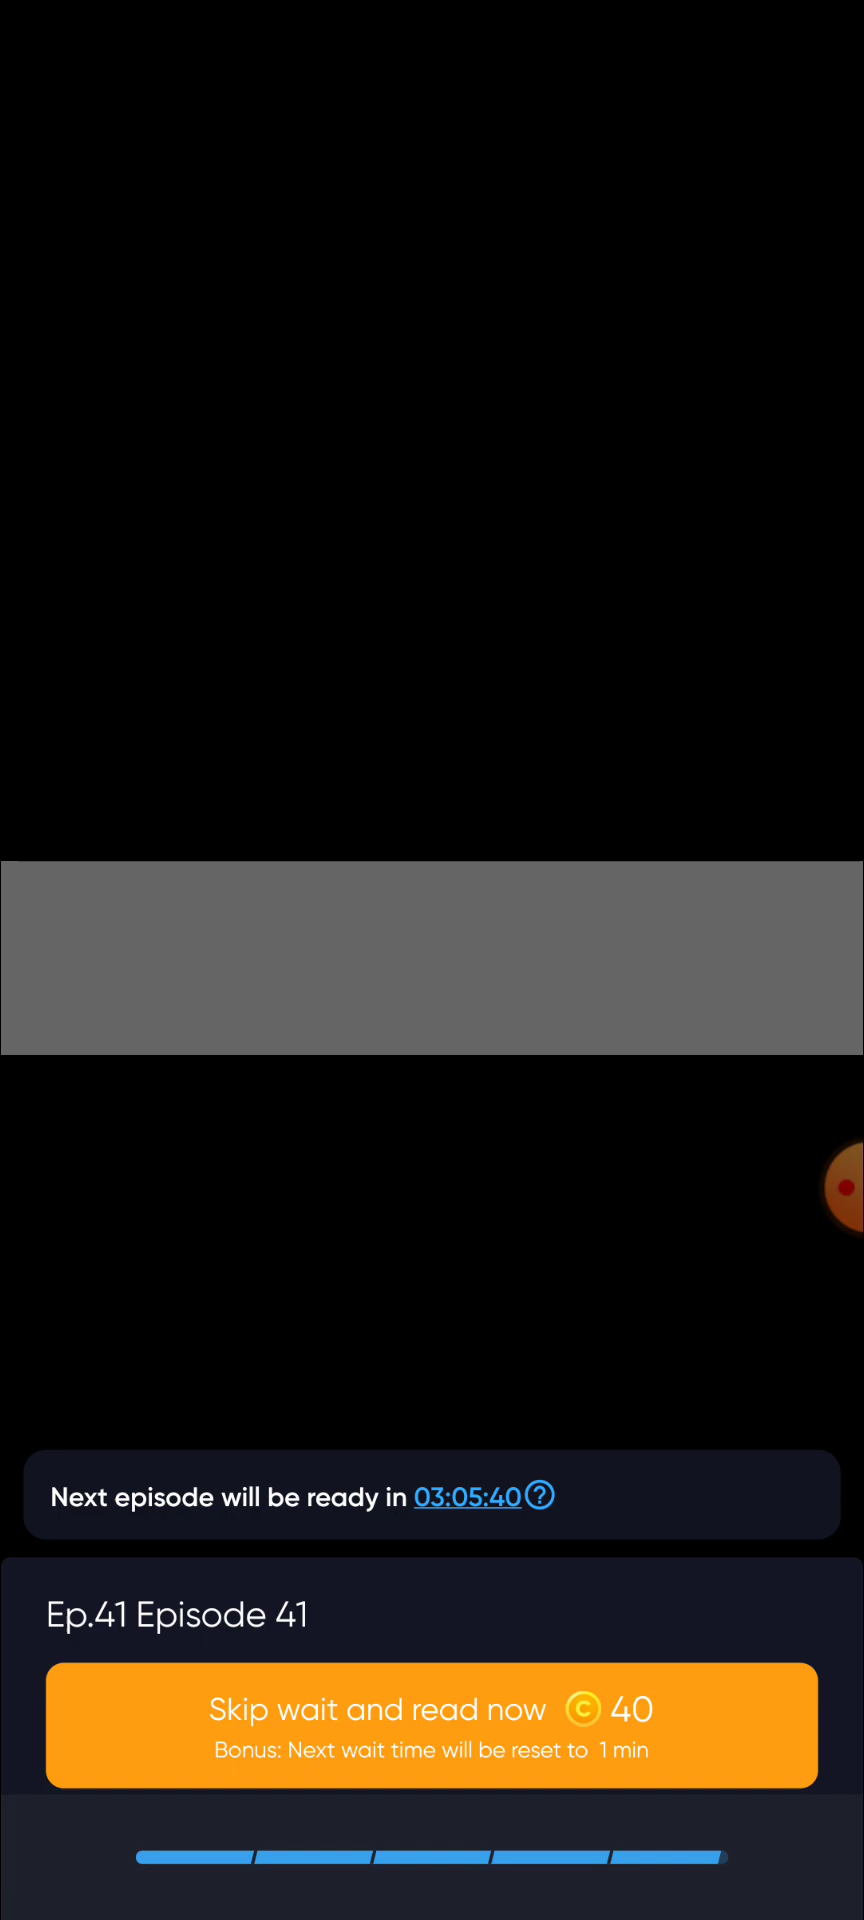 Next episode will be ready in 03:05:40?
Ep.41 Episode 41
Skip wait and read now C 40
Bonus: Next wait time will be reset to 1 min